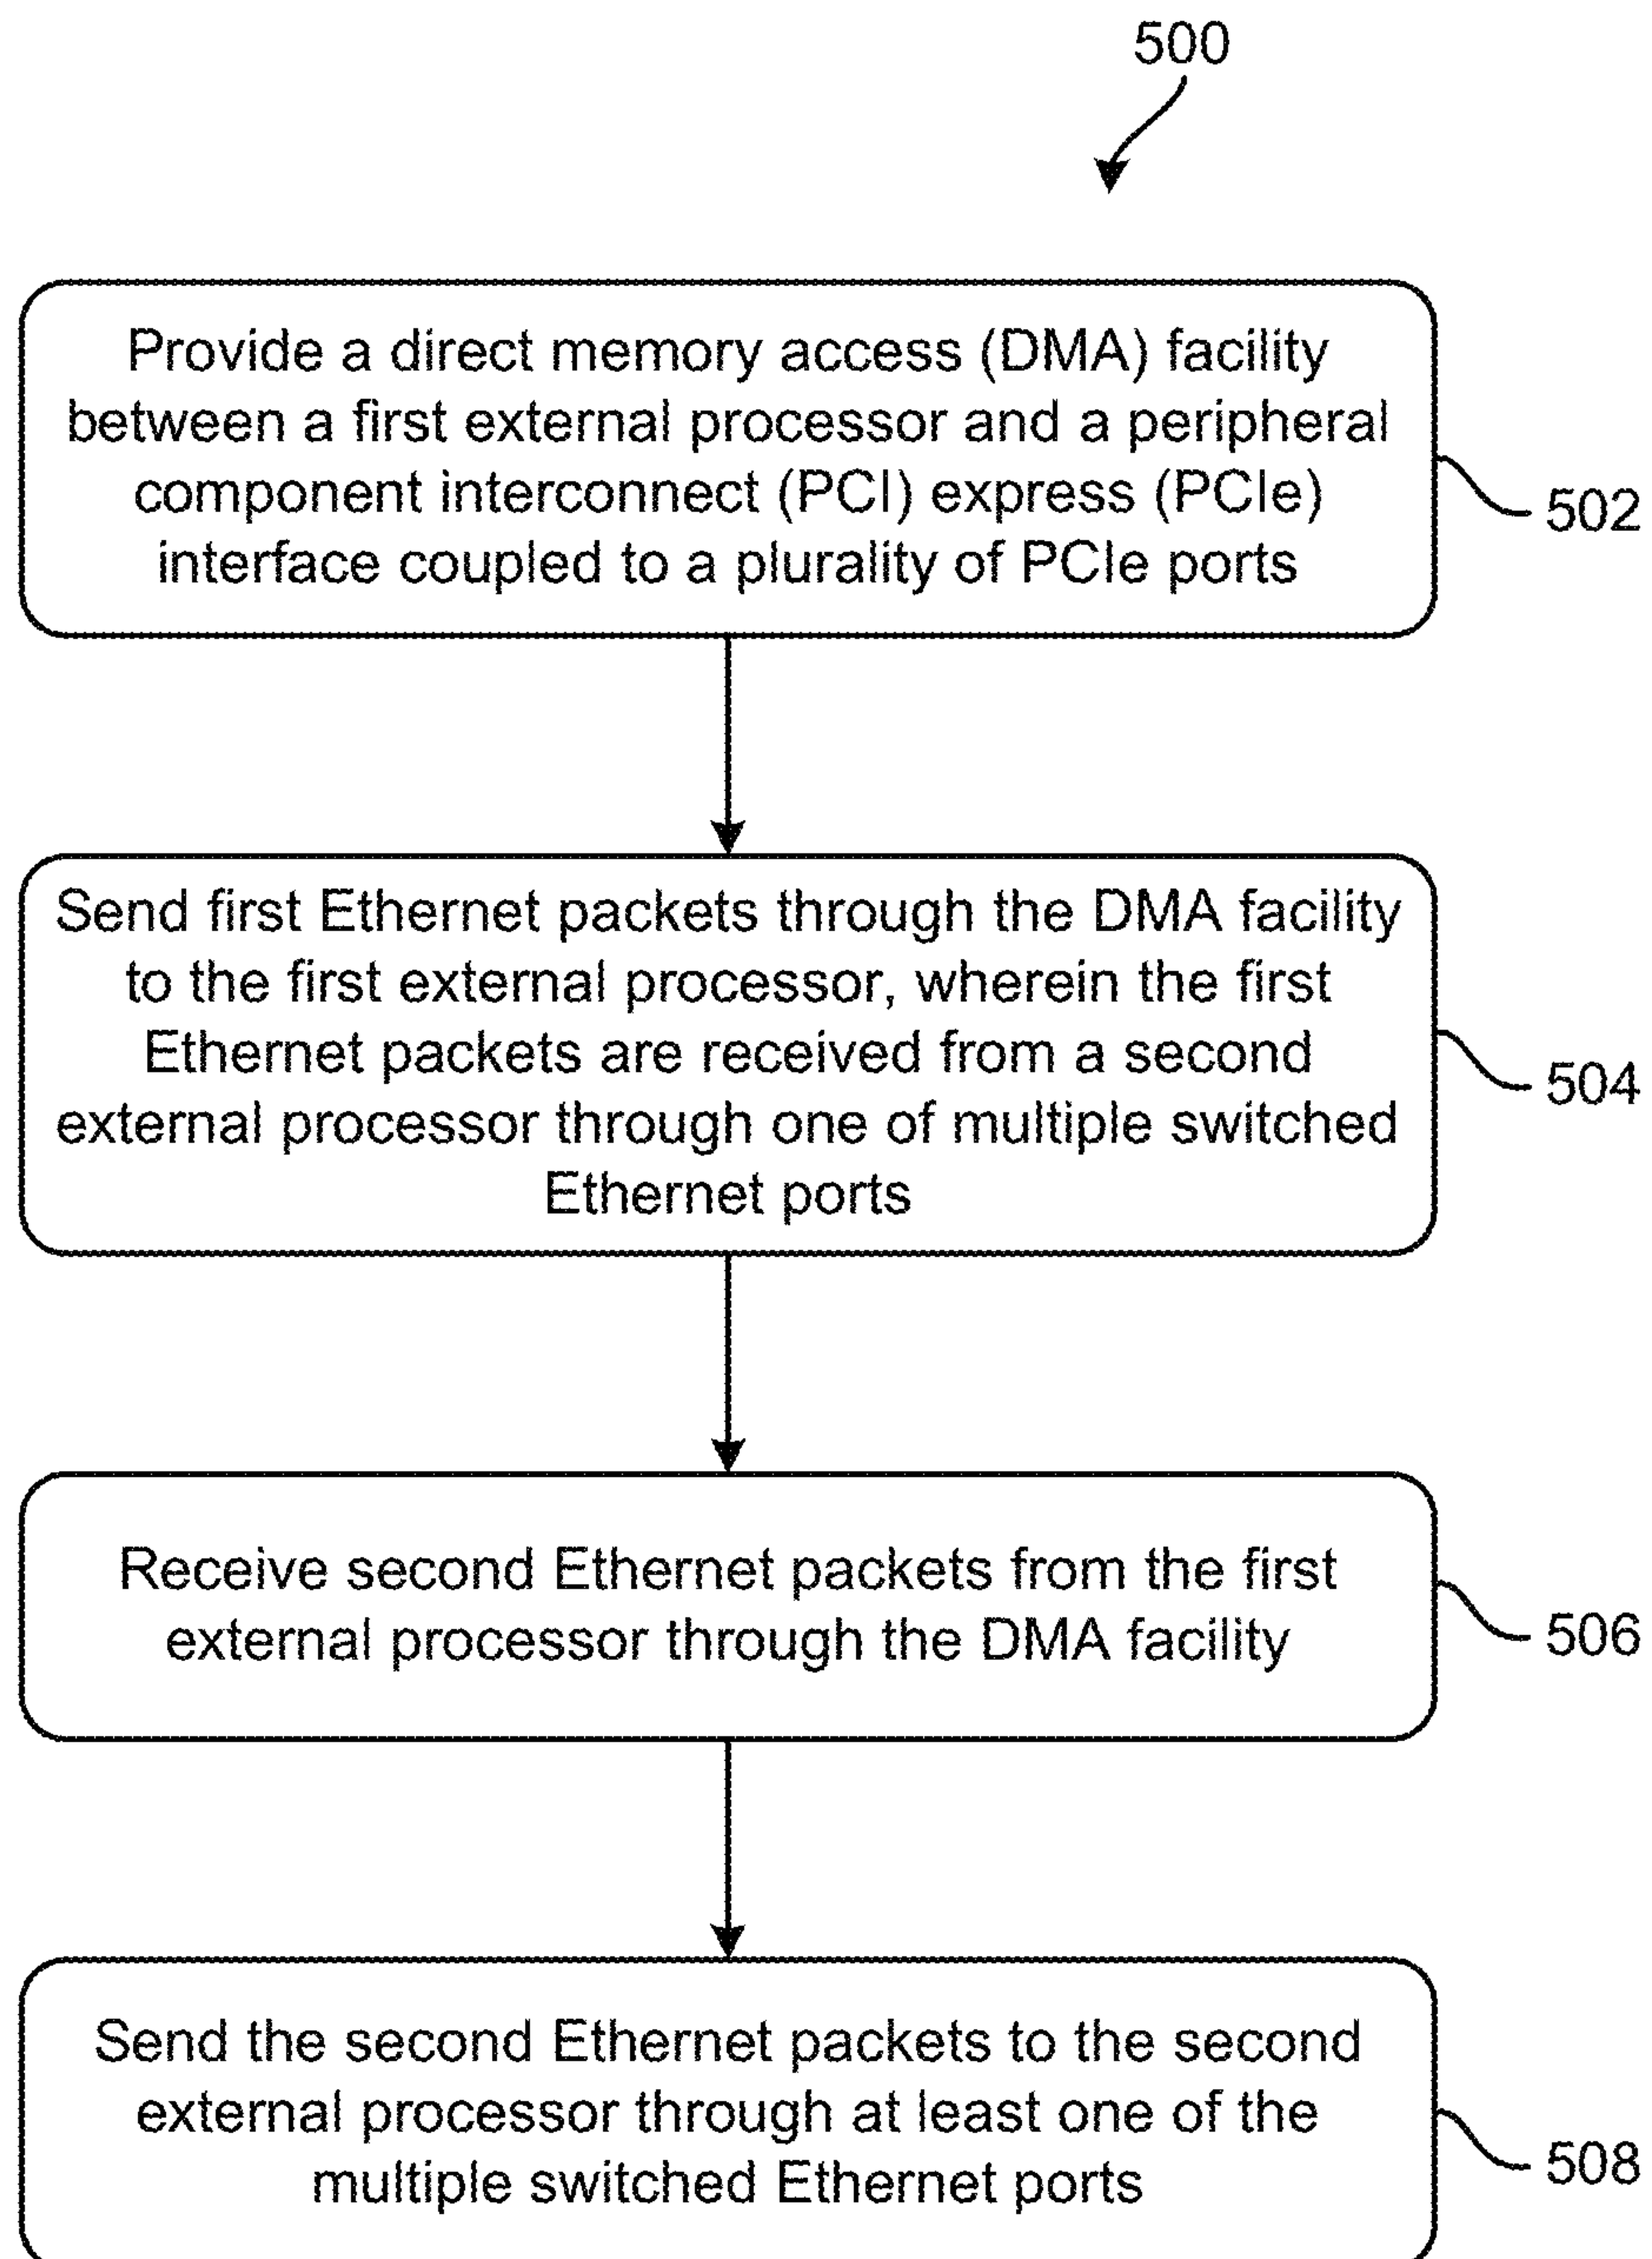 500
Provide a direct memory access (DMA) facility
between a first external processor and a peripheral
component interconnect (PCI) express (PCIe)
interface coupled to a plurality of PCIe ports
502
Send first Ethernet packets through the DMA facility
to the first external processor, wherein the first
Ethernet packets are received from a second
external processor through one of multiple switched
Ethernet ports
504
Receive second Ethernet packets from the first
external processor through the DMA facility
506
Send the second Ethernet packets to the second
external processor through at least one of the
multiple switched Ethernet ports
508